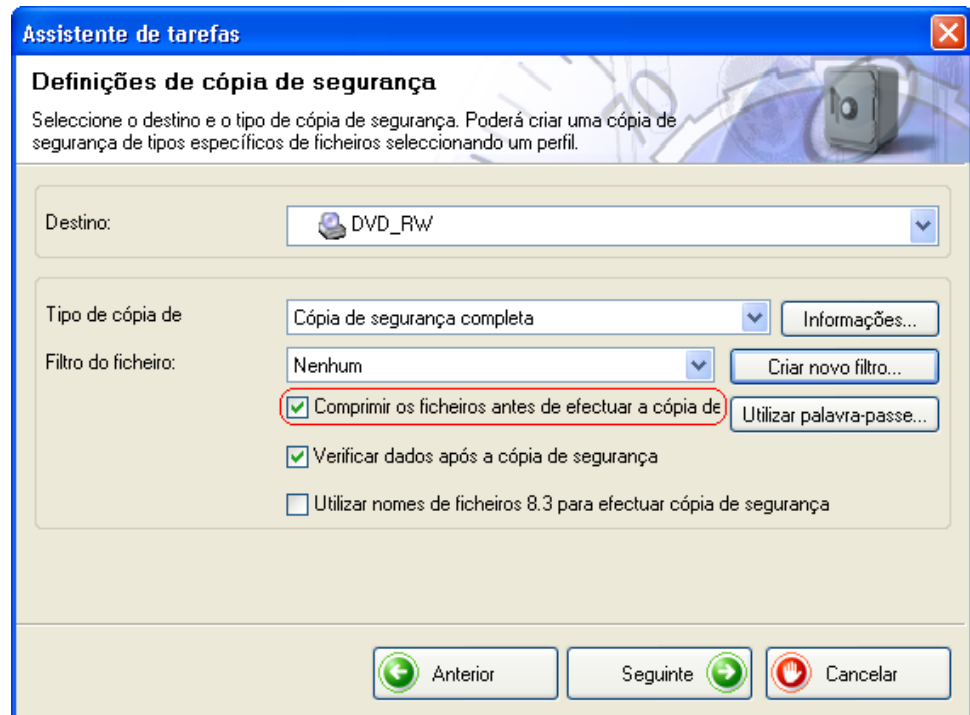 Assistente de tarefas
Definições de cópia de segurança
Seleccione o destino e o tipo de cópia de segurança. Poderá criar uma cópia de
segurança de tipos específicos de ficheiros seleccionando um perfil.
Destino:
DVD_RW
Tipo de cópia de
Cópia de segurança completa
Informações...
Filtro do ficheiro:
Nenhum
Criar novo filtro...
Comprimir os ficheiros antes de efectuar a cópia de
Utilizar palavra-passe...
Verificar dados após a cópia de segurança
Utilizar nomes de ficheiros 8.3 para efectuar cópia de segurança
Anterior
Seguinte
Cancelar